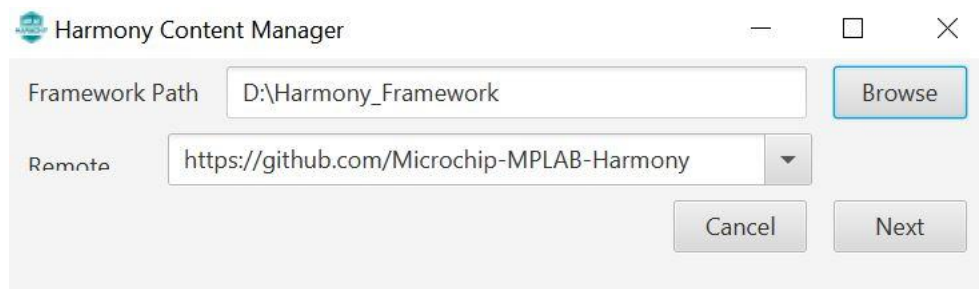 Harmony Content Manager
Framework Path D:\Harmony_Framework Browse
Remote https://github.com/Microchip-MPLAB-Harmony
Cancel Next